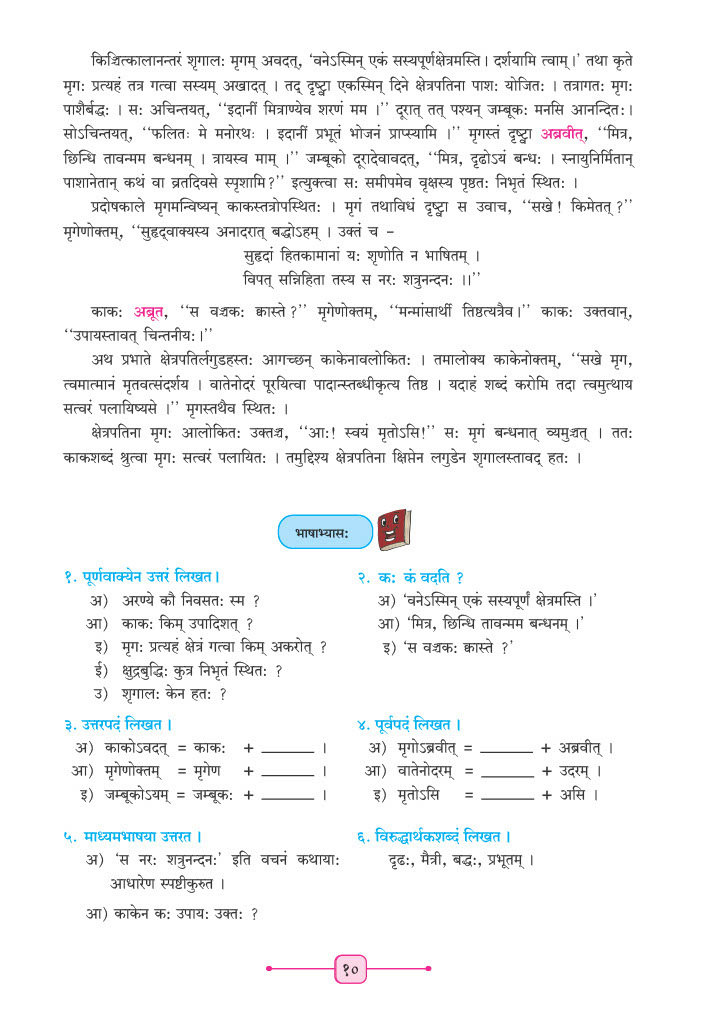 किञ्चित्कालानन्तरं शृगालः मृगम् अवदत्, ‘वनेऽस्मिन् एकं सस्यपूर्णक्षेत्रमस्ति। दर्शयामि त्वाम्।’ तथा कृते
मृगः प्रत्यहं तत्र गत्वा सस्यम् अखादत् । तद् दृष्ट्वा एकस्मिन् दिने क्षेत्रपतिना पाशः योजितः । तत्रागतः मृगः
पाशैर्बद्धः । सः अचिन्तयत्, ‘‘इदानीं मित्राण्येव शरणं मम ।’’ दूरात् तत् पश्यन् जम्बूकः मनसि आनन्दितः।
सोऽचिन्तयत्, ‘‘फलितः मे मनोरथः । इदानीं प्रभूतं भोजनं प्राप्स्यामि ।’’ मृगस्तं दृष्ट्वा अब्रवीत्, ‘‘मित्र,
छिन्धि तावन्मम बन्धनम् । त्रायस्व माम् ।’’ जम्बूको दूरादेवावदत्, ‘‘मित्र, दृढोऽयं बन्धः । स्नायुनिर्मितान्
पाशानेतान् कथं वा व्रतदिवसे स्पृशामि?’’ इत्युक्त्वा सः समीपमेव वृक्षस्य पृष्ठतः निभृतं स्थितः ।
प्रदोषकाले मृगमन्विष्यन् काकस्तत्रोपस्थितः । मृगं तथाविधं दृष्ट्वा स उवाच, ‘‘सखे! किमेतत्?’’
मृगेणोक्तम्, ‘‘सुहृद्वाक्यस्य अनादरात् बद्धोऽहम् । उक्तं च –
सुहृदां हितकामानां यः शृणोति न भाषितम् ।
विपत् सन्निहिता तस्य स नरः शत्रुनन्दनः ।।’’
काकः अब्रूत, ‘‘स वञ्चकः क्वास्ते?’’ मृगेणोक्तम्, ‘‘मन्मांसार्थी तिष्ठत्यत्रैव।’’ काकः उक्तवान्,
‘‘उपायस्तावत् चिन्तनीयः।’’
अथ प्रभाते क्षेत्रपतिर्लगुडहस्तः आगच्छन् काकेनावलोकितः । तमालोक्य काकेनोक्तम्, ‘‘सखे मृग,
त्वमात्मानं मृतवत्संदर्शय । वातेनोदरं पूरयित्वा पादान्स्तब्धीकृत्य तिष्ठ । यदाहं शब्दं करोमि तदा त्वमुत्थाय
सत्वरं पलायिष्यसे ।’’ मृगस्तथैव स्थितः ।
क्षेत्रपतिना मृगः आलोकितः उक्तञ्च, ‘‘आः! स्वयं मृतोऽसि!’’ सः मृगं बन्धनात् व्यमुञ्चत् । ततः
काकशब्दं श्रुत्वा मृगः सत्वरं पलायितः । तमुद्दिश्य क्षेत्रपतिना क्षिप्तेन लगुडेन शृगालस्तावद् हतः ।
भाषाभ्यासः
१. पूर्णवाक्येन उत्तरं लिखत।
अ) अरण्ये कौ निवसतः स्म ?
आ) काकः किम् उपादिशत् ?
इ) मृगः प्रत्यहं क्षेत्रं गत्वा किम् अकरोत् ?
ई) क्षुद्रबुद्धिः कुत्र निभृतं स्थितः ?
उ) शृगालः केन हतः ?
२. कः कं वदति ?
अ) ‘वनेऽस्मिन् एकं सस्यपूर्णं क्षेत्रमस्ति ।’
आ) ‘मित्र, छिन्धि तावन्मम बन्धनम् ।’
इ) ‘स वञ्चकः क्वास्ते ?’
३. उत्तरपदं लिखत ।
अ) काकोऽवदत् = काकः + ______ ।
आ) मृगेणोक्तम् = मृगेण + ______ ।
इ) जम्बूकोऽयम् = जम्बूकः + ______ ।
४. पूर्वपदं लिखत ।
अ) मृगोऽब्रवीत् = ______ + अब्रवीत् ।
आ) वातेनोदरम् = ______ + उदरम् ।
इ) मृतोऽसि = ______ + असि ।
५. माध्यमभाषया उत्तरत ।
अ) ‘स नरः शत्रुनन्दनः’ इति वचनं कथायाः
आधारेण स्पष्टीकुरुत ।
आ) काकेन कः उपायः उक्तः ?
६. विरुद्धार्थकशब्दं लिखत।
दृढः, मैत्री, बद्धः, प्रभूतम् ।
१०